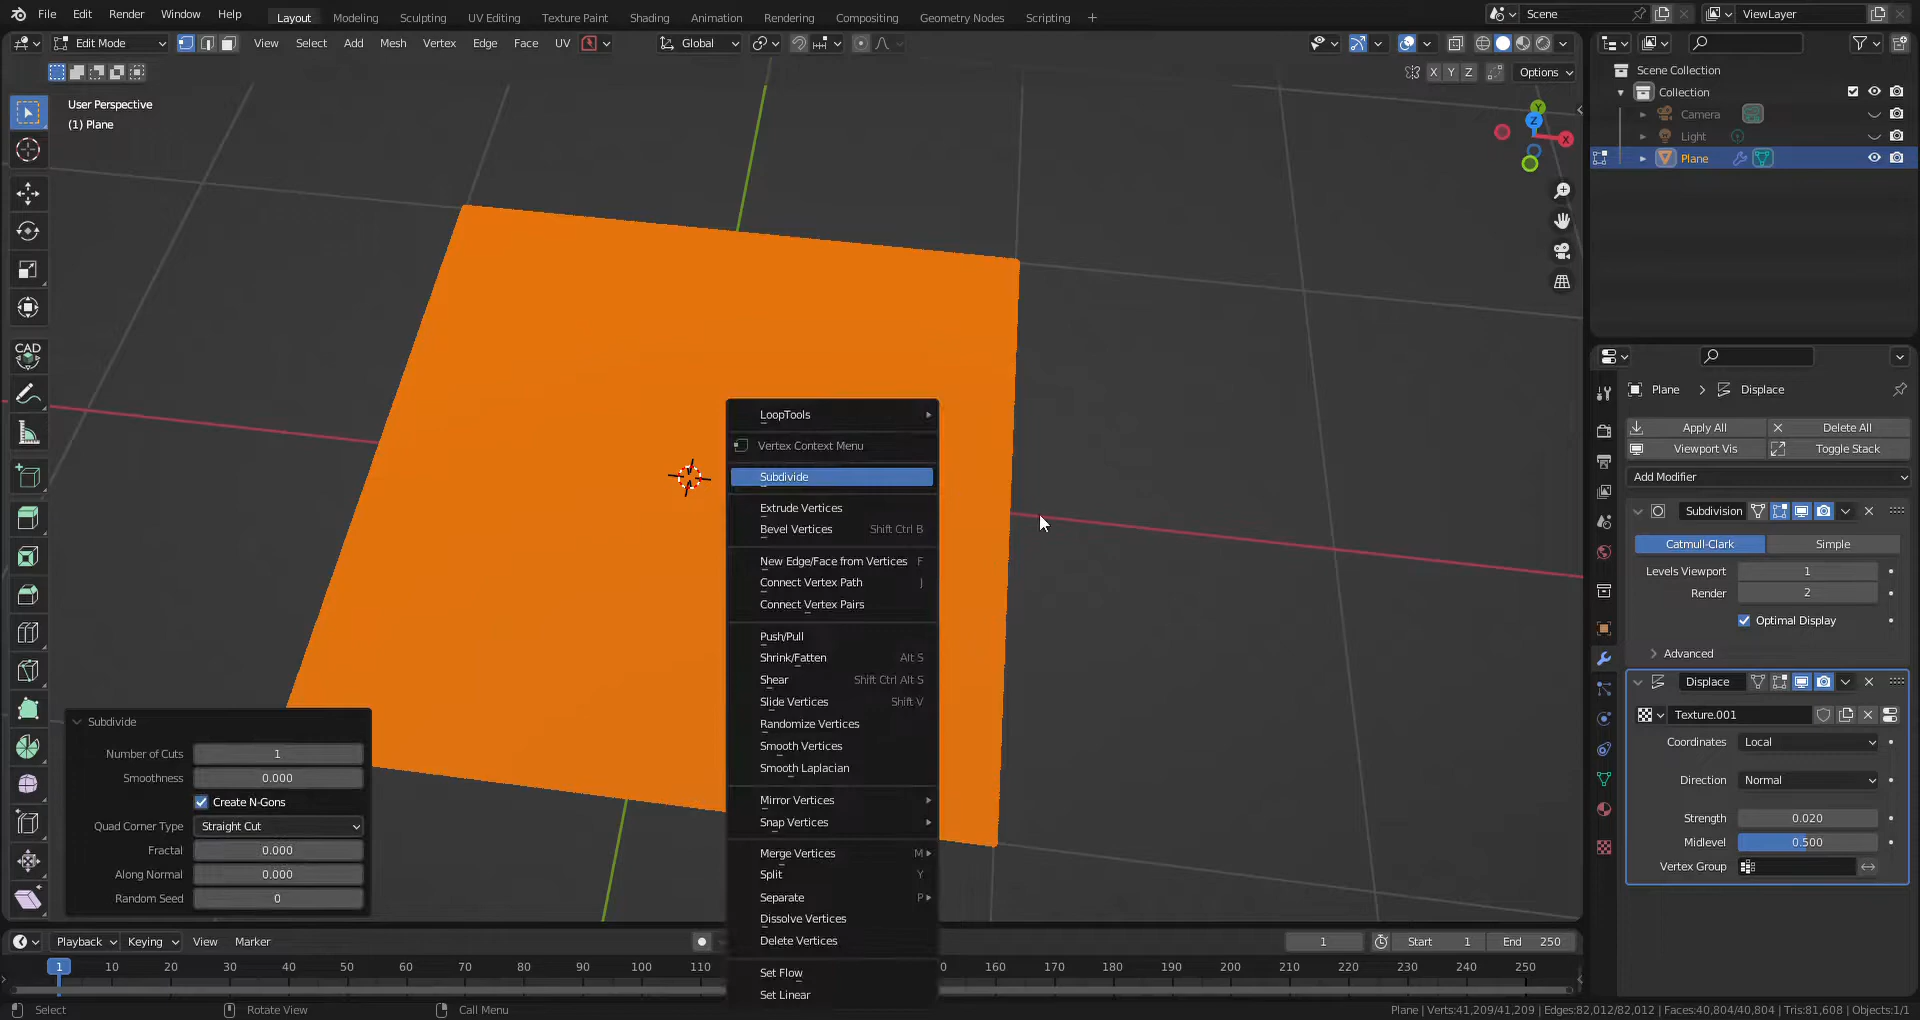 File Edit Render Window Help Layout Modeling Sculpting UV Editing Texture Paint Shading Animation Rendering Compositing Geometry Nodes Scripting + Scene ViewLayer
Edit Mode View Select Add Mesh Vertex Edge Face UV Global
X Y Z Options
User Perspective
(1) Plane
Y
Z
X
CAD
LoopTools
Vertex Context Menu
Subdivide
Extrude Vertices
Bevel Vertices Shift Ctrl B
New Edge/Face from Vertices F
Connect Vertex Path J
Connect Vertex Pairs
Push/Pull
Shrink/Fatten Alt S
Shear Shift Ctrl Alt S
Slide Vertices Shift V
Randomize Vertices
Smooth Vertices
Smooth Laplacian
Mirror Vertices
Snap Vertices
Merge Vertices M
Split Y
Separate P
Dissolve Vertices
Delete Vertices
Set Flow
Set Linear
Subdivide
Number of Cuts 1
Smoothness 0.000
Create N-Gons
Quad Corner Type Straight Cut
Fractal 0.000
Along Normal 0.000
Random Seed 0
Scene Collection
Collection
Camera
Light
Plane
Plane > Displace
Apply All Delete All
Viewport Vis Toggle Stack
Add Modifier
Subdivision
Catmull-Clark Simple
Levels Viewport 1
Render 2
Optimal Display
Advanced
Displace
Texture.001
Coordinates Local
Direction Normal
Strength 0.020
Midlevel 0.500
Vertex Group
Playback Keying View Marker 1 Start 1 End 250
1 10 20 30 40 50 60 70 80 90 100 110 0 160 170 180 190 200 210 220 230 240 250
Select Rotate View Call Menu Plane | Verts:41,209/41,209 | Edges:82,012/82,012 | Faces:40,804/40,804 | Tris:81,608 | Objects:1/1